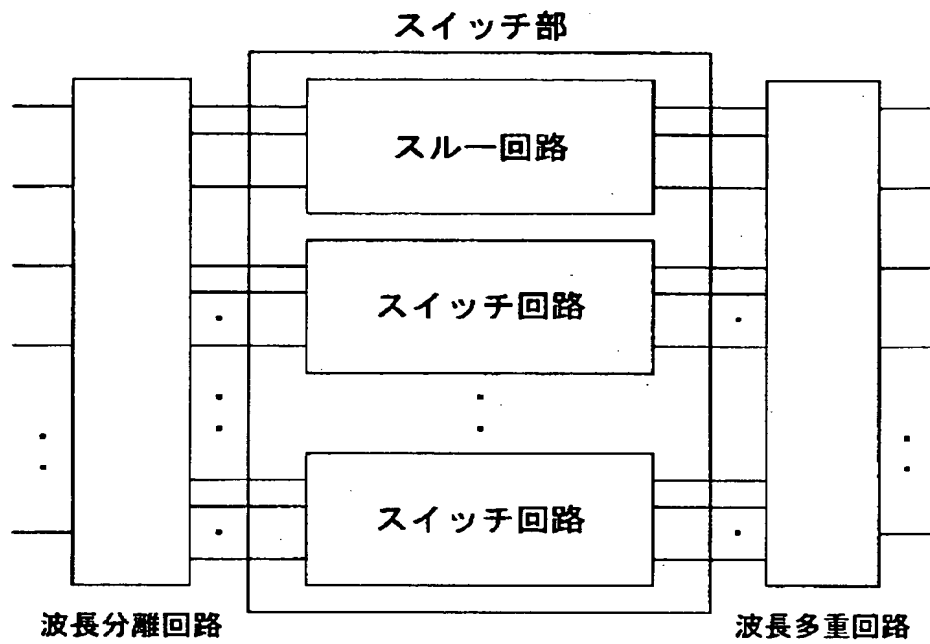 スイッチ部
スルー回路
スイッチ回路
スイッチ回路
波長分離回路
波長多重回路